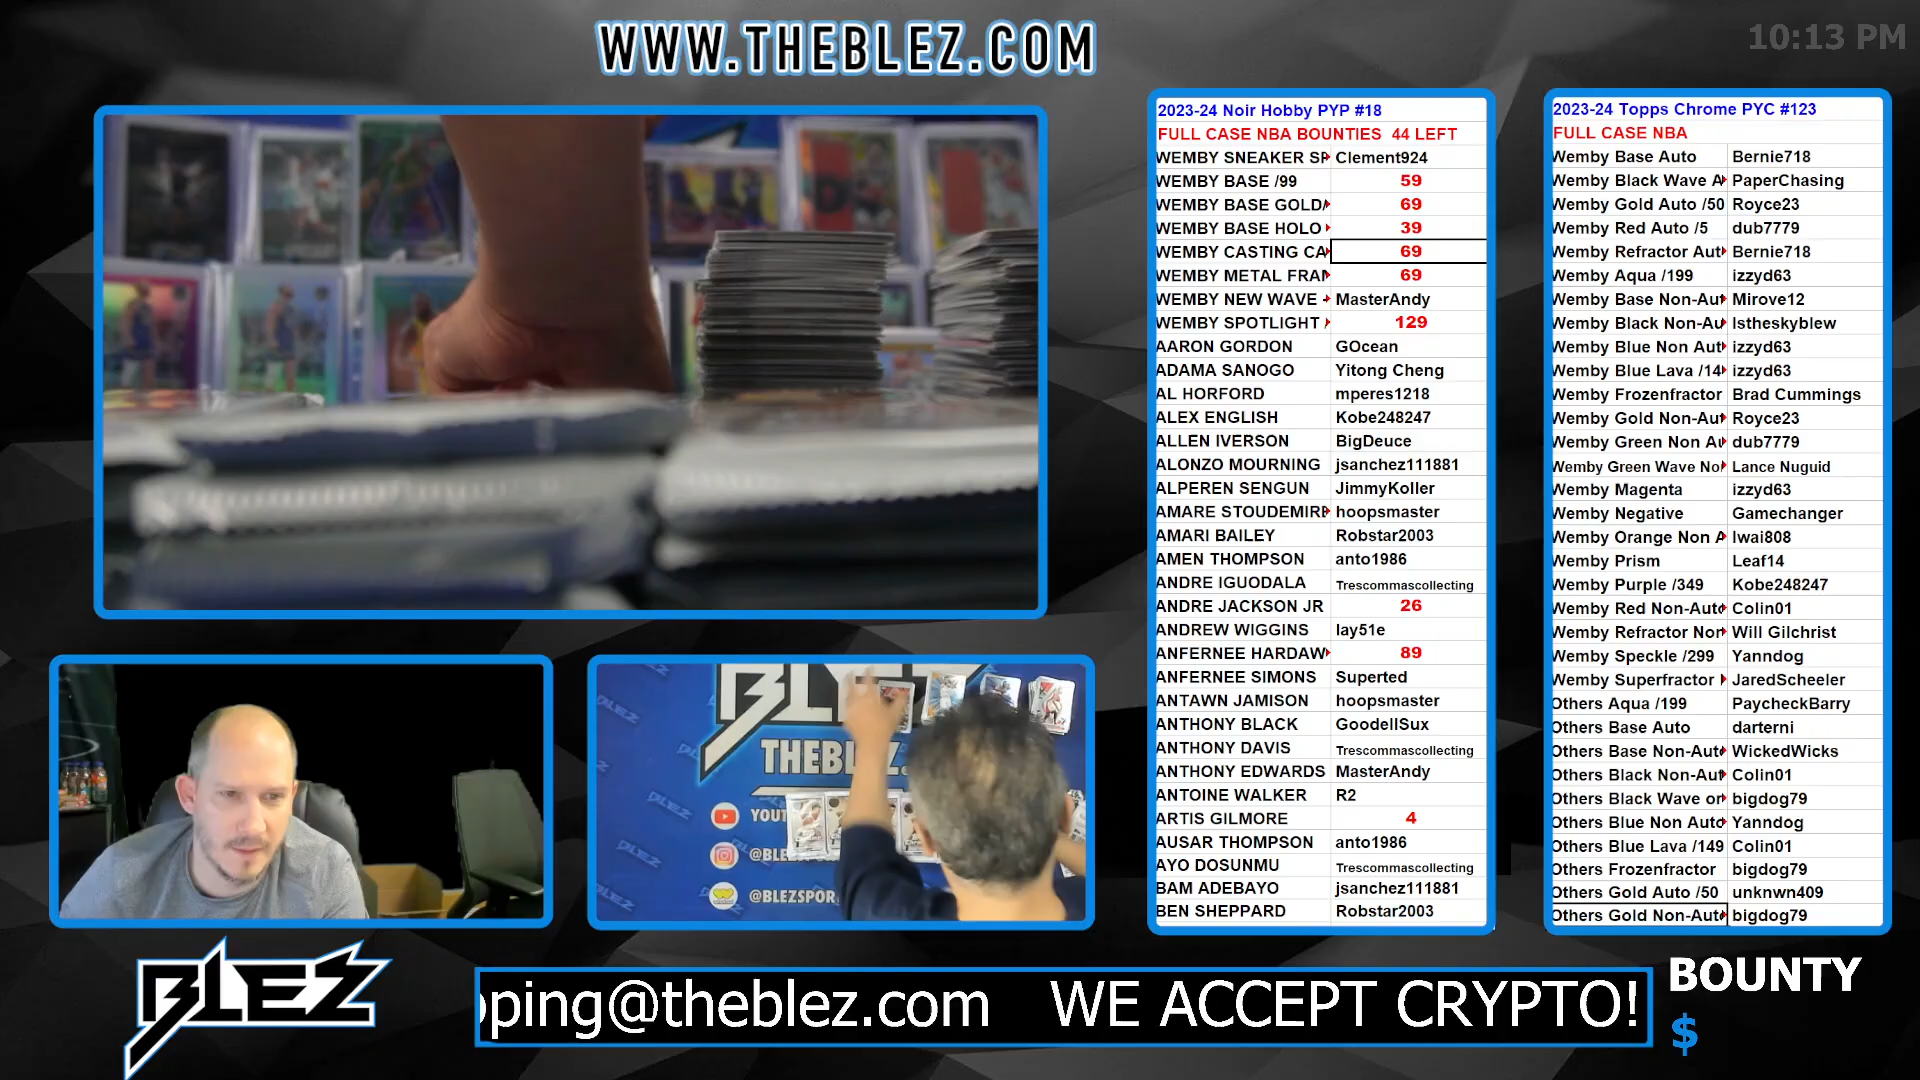 WWW.THEBLEZ.COM
10:13 PM
2023-24 Noir Hobby PYP #18
FULL CASE NBA BOUNTIES 44 LEFT
WEMBY SNEAKER SP Clement924
WEMBY BASE /99 59
WEMBY BASE GOLD/ 69
WEMBY BASE HOLO 39
WEMBY CASTING CA 69
WEMBY METAL FRAM 69
WEMBY NEW WAVE - MasterAndy
WEMBY SPOTLIGHT 129
AARON GORDON GOcean
ADAMA SANOGO Yitong Cheng
AL HORFORD mperes1218
ALEX ENGLISH Kobe248247
ALLEN IVERSON BigDeuce
ALONZO MOURNING jsanchez111881
ALPEREN SENGUN JimmyKoller
AMARE STOUDEMIRE hoopsmaster
AMARI BAILEY Robstar2003
AMEN THOMPSON anto1986
ANDRE IGUODALA Trescommascollecting
ANDRE JACKSON JR 26
ANDREW WIGGINS lay51e
ANFERNEE HARDAW 89
ANFERNEE SIMONS Superted
ANTAWN JAMISON hoopsmaster
ANTHONY BLACK GoodellSux
ANTHONY DAVIS Trescommascollecting
ANTHONY EDWARDS MasterAndy
ANTOINE WALKER R2
ARTIS GILMORE 4
AUSAR THOMPSON anto1986
AYO DOSUNMU Trescommascollecting
BAM ADEBAYO jsanchez111881
BEN SHEPPARD Robstar2003
2023-24 Topps Chrome PYC #123
FULL CASE NBA
Wemby Base Auto Bernie718
Wemby Black Wave A PaperChasing
Wemby Gold Auto /50 Royce23
Wemby Red Auto /5 dub7779
Wemby Refractor Aut Bernie718
Wemby Aqua /199 izzyd63
Wemby Base Non-Aut Mirove12
Wemby Black Non-Au Istheskyblew
Wemby Blue Non Aut izzyd63
Wemby Blue Lava /14 izzyd63
Wemby Frozenfractor Brad Cummings
Wemby Gold Non-Aut Royce23
Wemby Green Non Au dub7779
Wemby Green Wave No Lance Nuguid
Wemby Magenta izzyd63
Wemby Negative Gamechanger
Wemby Orange Non A Iwai808
Wemby Prism Leaf14
Wemby Purple /349 Kobe248247
Wemby Red Non-Auto Colin01
Wemby Refractor Non Will Gilchrist
Wemby Speckle /299 Yanndog
Wemby Superfractor JaredScheeler
Others Aqua /199 PaycheckBarry
Others Base Auto darterni
Others Base Non-Aut WickedWicks
Others Black Non-Aut Colin01
Others Black Wave or bigdog79
Others Blue Non Auto Yanndog
Others Blue Lava /149 Colin01
Others Frozenfractor bigdog79
Others Gold Auto /50 unknwn409
Others Gold Non-Auto bigdog79
BLEZ
THEBLEZ.
YOUT
@BLE
@BLEZSPOR
BLEZ
pping@theblez.com WE ACCEPT CRYPTO!
BOUNTY
$